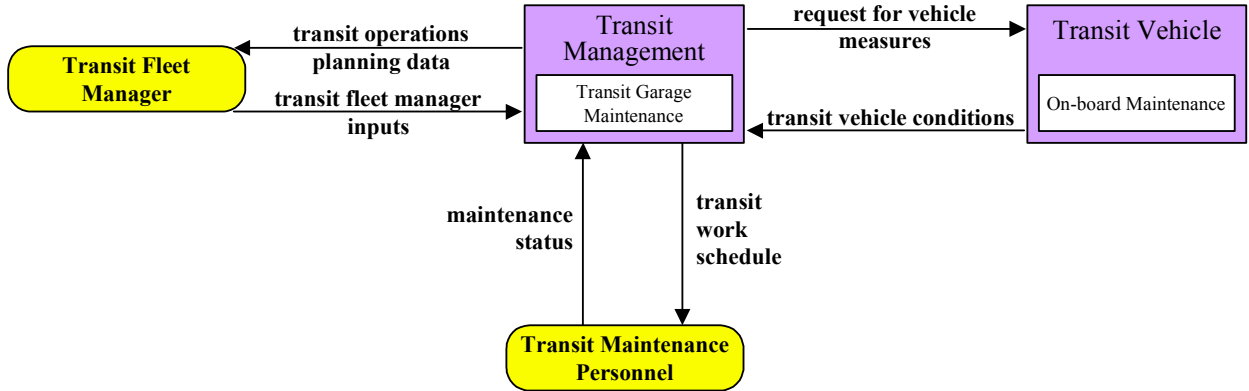 Transit Fleet
Manager
transit operations
planning data
transit fleet manager
inputs
Transit
Management
Transit Garage
Maintenance
request for vehicle
measures
transit vehicle conditions
Transit Vehicle
On-board Maintenance
maintenance
status
transit
work
schedule
Transit Maintenance
Personnel